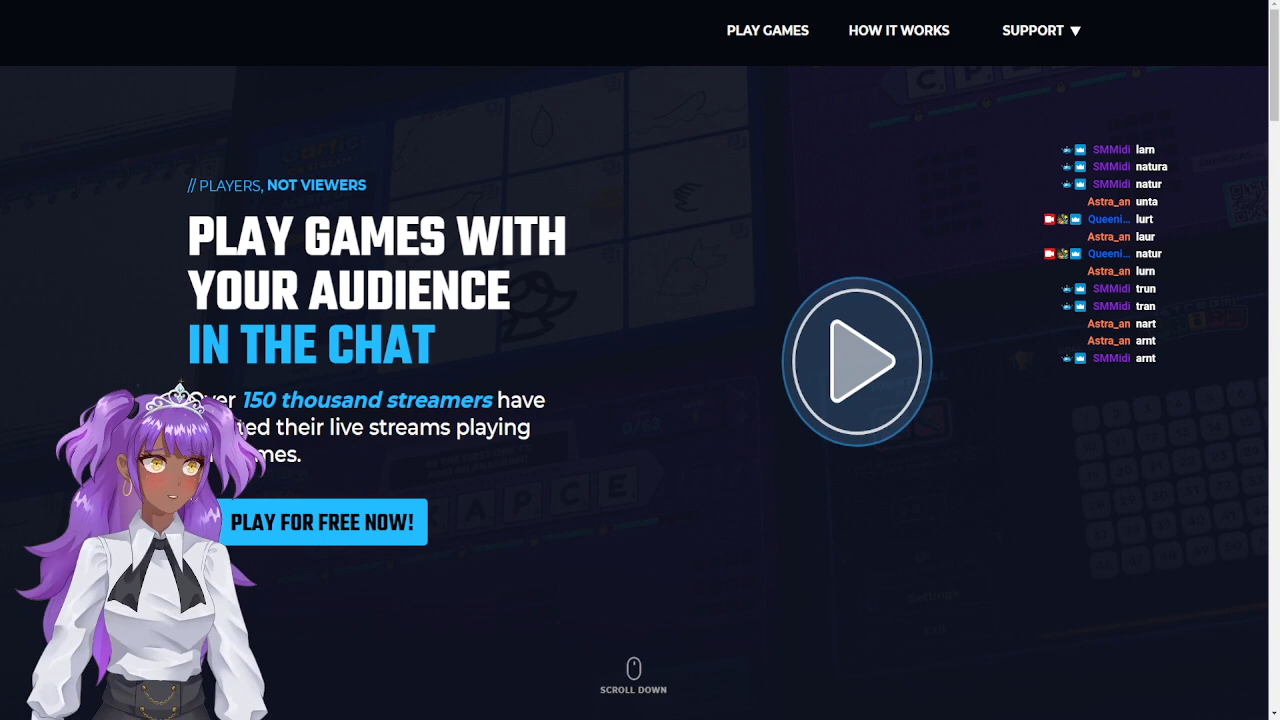 PLAY GAMES
HOW IT WORKS
SUPPORT ▼
// PLAYERS, NOT VIEWERS
PLAY GAMES WITH
YOUR AUDIENCE
IN THE CHAT
150 thousand streamers have
their live streams playing
PLAY FOR FREE NOW!
SCROLL DOWN
SMMidi larn
SMMidi natura
SMMidi natur
Astra_an unta
Queeni... lurt
Astra_an laur
Queeni... natur
Astra_an lurn
SMMidi trun
SMMidi tran
Astra_an nart
Astra_an arnt
SMMidi arnt